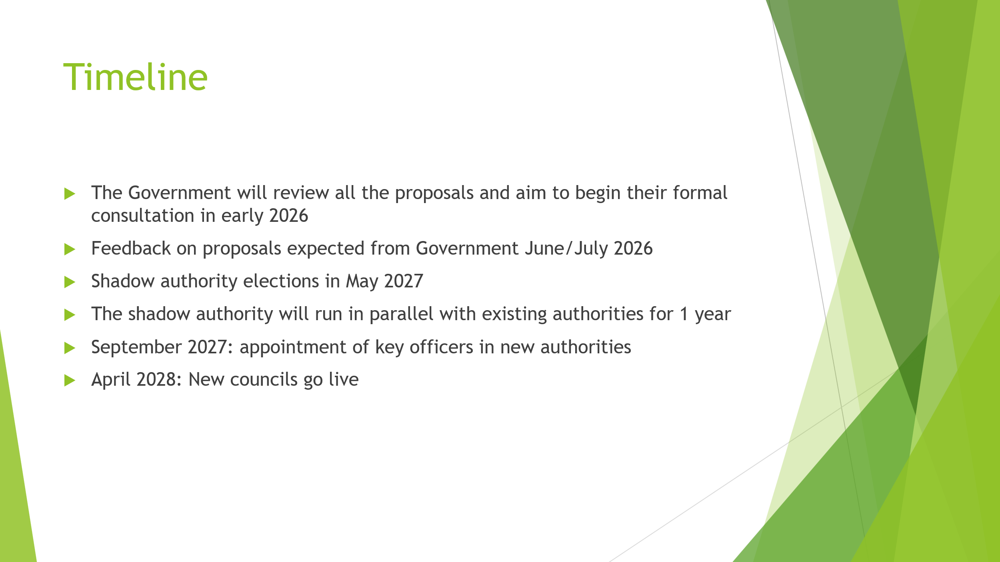 Timeline
The Government will review all the proposals and aim to begin their formal
consultation in early 2026
Feedback on proposals expected from Government June/July 2026
Shadow authority elections in May 2027
The shadow authority will run in parallel with existing authorities for 1 year
September 2027: appointment of key officers in new authorities
April 2028: New councils go live